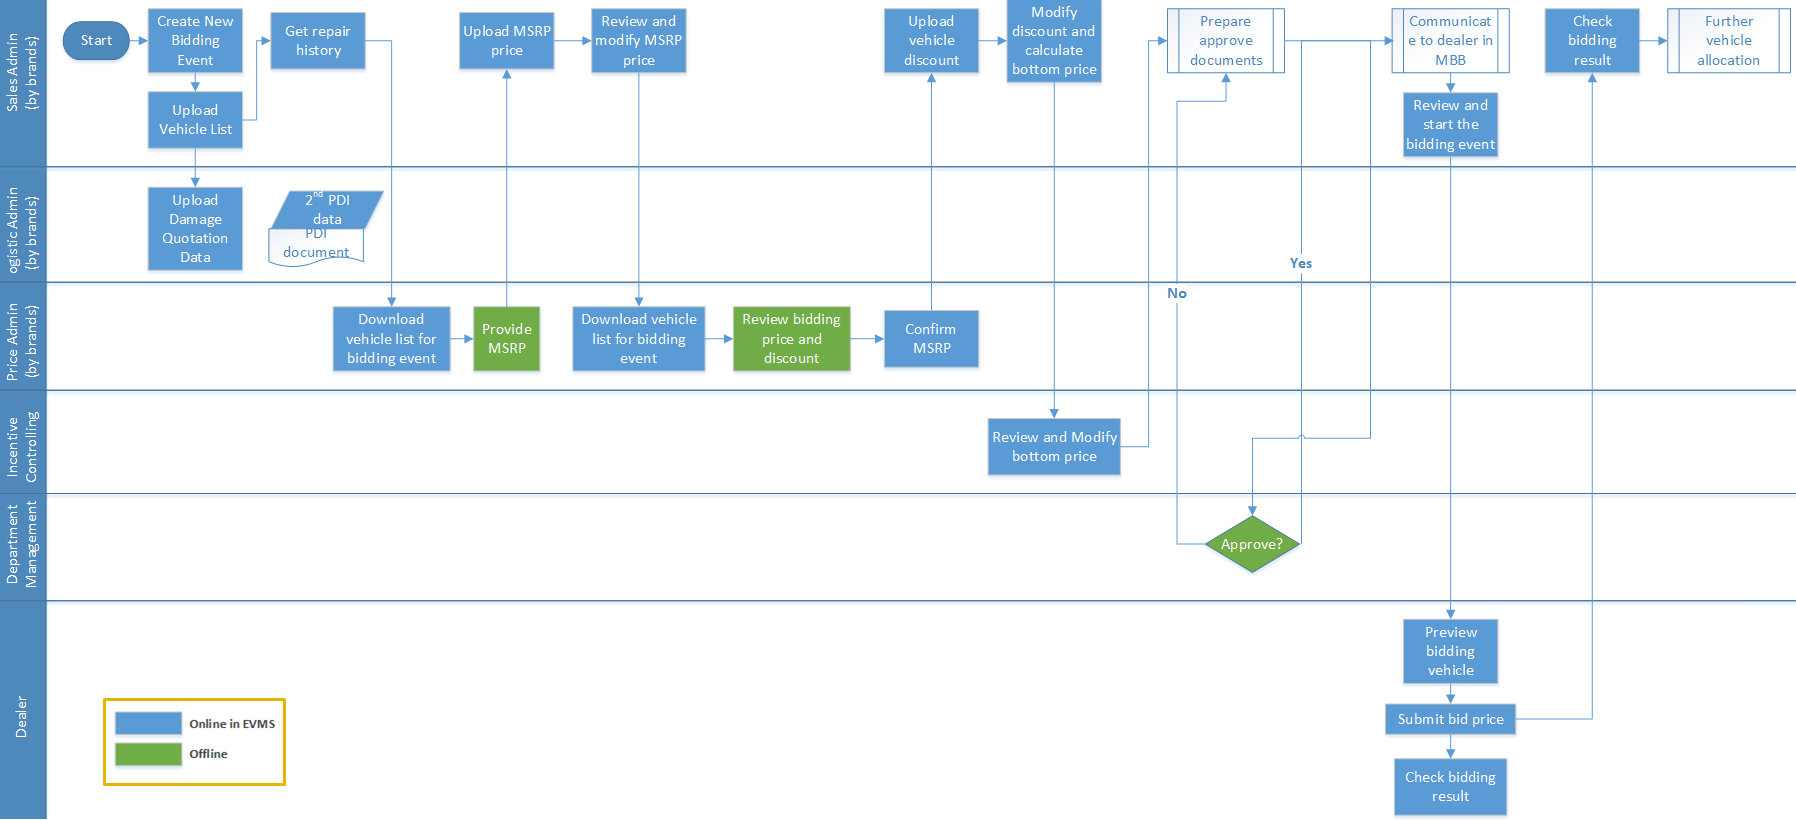 Sales Admin
(by brands)
Start
Create New
Bidding
Event
Upload
Vehicle List
Get repair
history
Upload MSRP
price
Review and
modify MSRP
price
Upload
vehicle
discount
Modify
discount and
calculate
bottom price
Prepare
approve
documents
Communicat
e to dealer in
MBB
Review and
start the
bidding event
Check
bidding
result
Further
vehicle
allocation
ogistic Admin
(by brands)
Upload
Damage
Quotation
Data
2nd PDI
data
PDI
document
Yes
No
Price Admin
(by brands)
Download
vehicle list for
bidding event
Provide
MSRP
Download vehicle
list for bidding
event
Review bidding
price and
discount
Confirm
MSRP
Incentive
Controlling
Review and Modify
bottom price
Department
Management
Approve?
Dealer
Preview
bidding
vehicle
Submit bid price
Check bidding
result
Online in EVMS
Offline